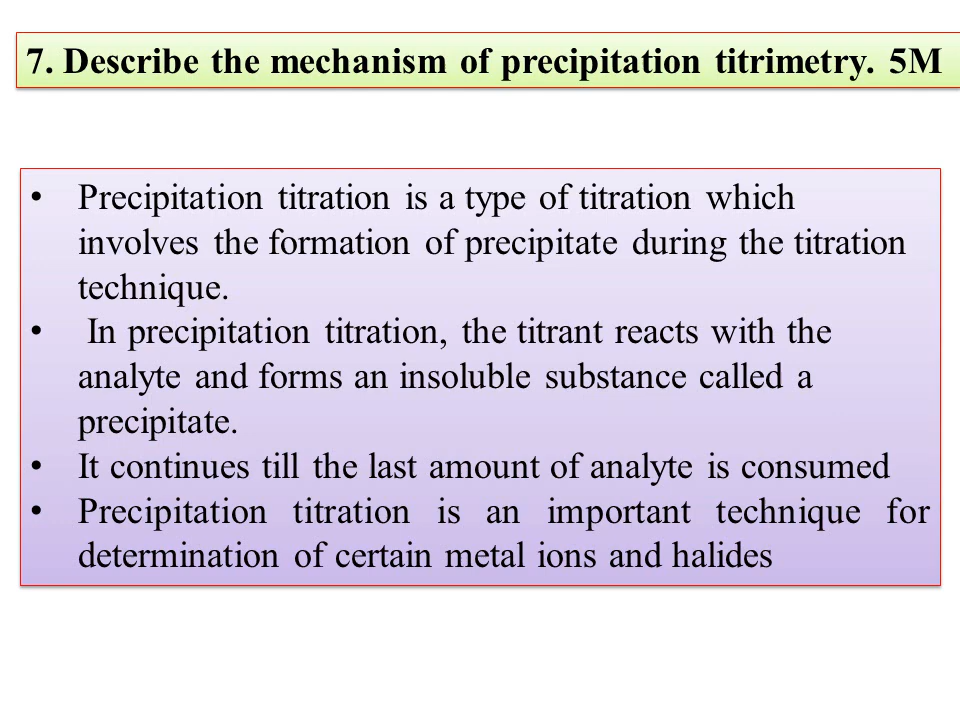 7. Describe the mechanism of precipitation titrimetry. 5M
• Precipitation titration is a type of titration which
involves the formation of precipitate during the titration
technique.
• In precipitation titration, the titrant reacts with the
analyte and forms an insoluble substance called a
precipitate.
• It continues till the last amount of analyte is consumed
• Precipitation titration is an important technique for
determination of certain metal ions and halides